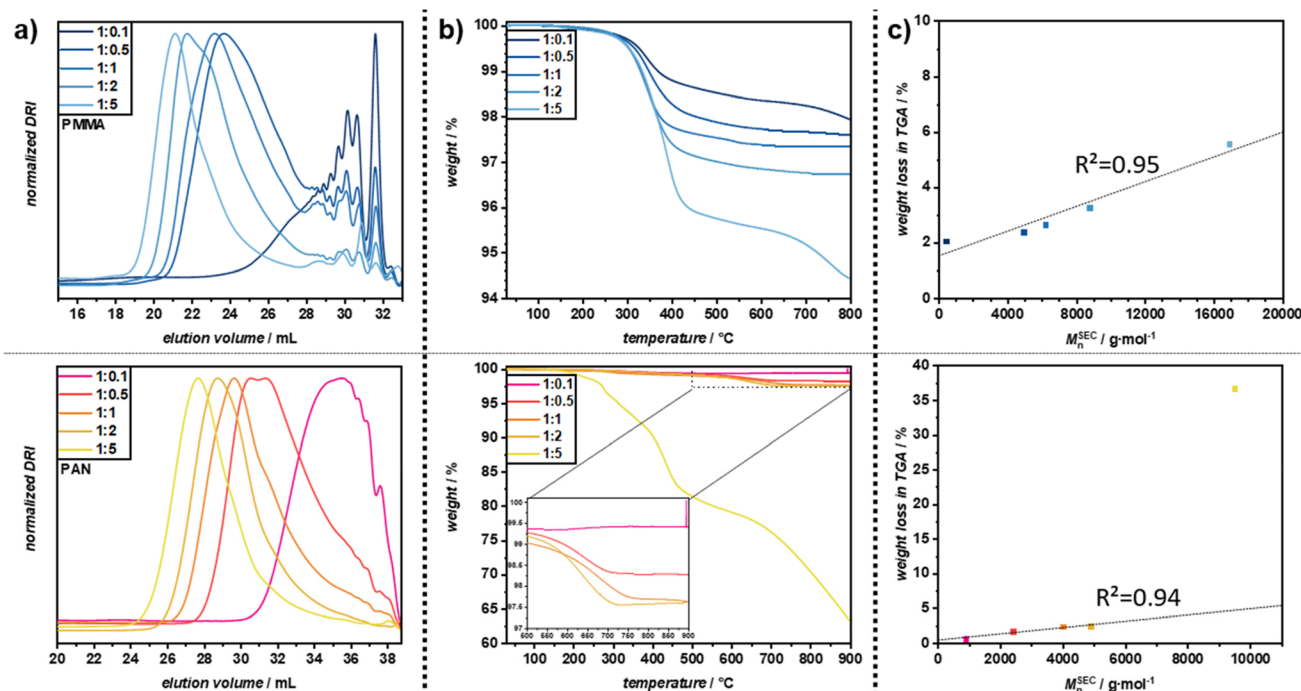 a)
1:0.1
1:0.5
1:1
1:2
1:5
PMMA
normalized DRI
16 18 20 22 24 26 28 30 32
elution volume / mL
b)
100
99
98
97
96
95
94
1:0.1
1:0.5
1:1
1:2
1:5
weight / %
100 200 300 400 500 600 700 800
temperature / °C
c)
10
8
6
4
2
0
weight loss in TGA / %
R²=0.95
0 4000 8000 12000 16000 20000
MnSEC / g·mol-1
1:0.1
1:0.5
1:1
1:2
1:5
PAN
normalized DRI
20 22 24 26 28 30 32 34 36 38
elution volume / mL
100
95
90
85
80
75
70
65
60
1:0.1
1:0.5
1:1
1:2
1:5
weight / %
100
99.5
99
98.5
98
97.5
97
600 650 700 750 800 850 900
100 200 300 400 500 600 700 800 900
temperature / °C
40
35
30
25
20
15
10
5
0
weight loss in TGA / %
R²=0.94
0 2000 4000 6000 8000 10000
MnSEC / g·mol-1